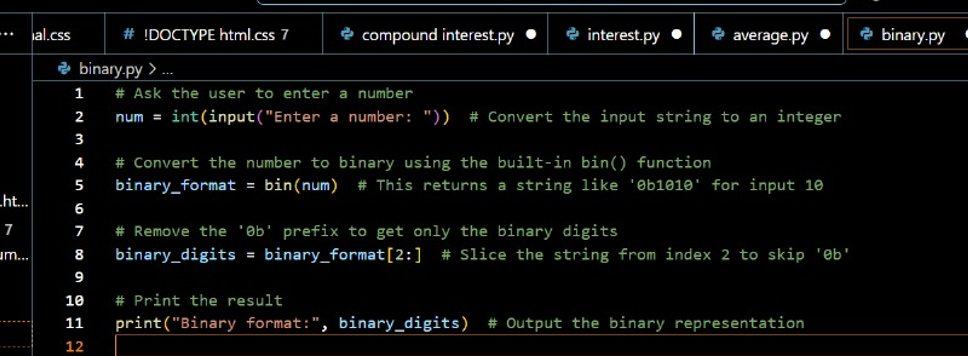 al.css # !DOCTYPE html.css 7 compound interest.py interest.py average.py binary.py
binary.py > ...
1 # Ask the user to enter a number
2 num = int(input("Enter a number: "))  # Convert the input string to an integer
3
4 # Convert the number to binary using the built-in bin() function
5 binary_format = bin(num)  # This returns a string like '0b1010' for input 10
6
.ht...
7 # Remove the '0b' prefix to get only the binary digits
7
8 binary_digits = binary_format[2:]  # Slice the string from index 2 to skip '0b'
um...
9
10 # Print the result
11 print("Binary format:", binary_digits)  # Output the binary representation
12